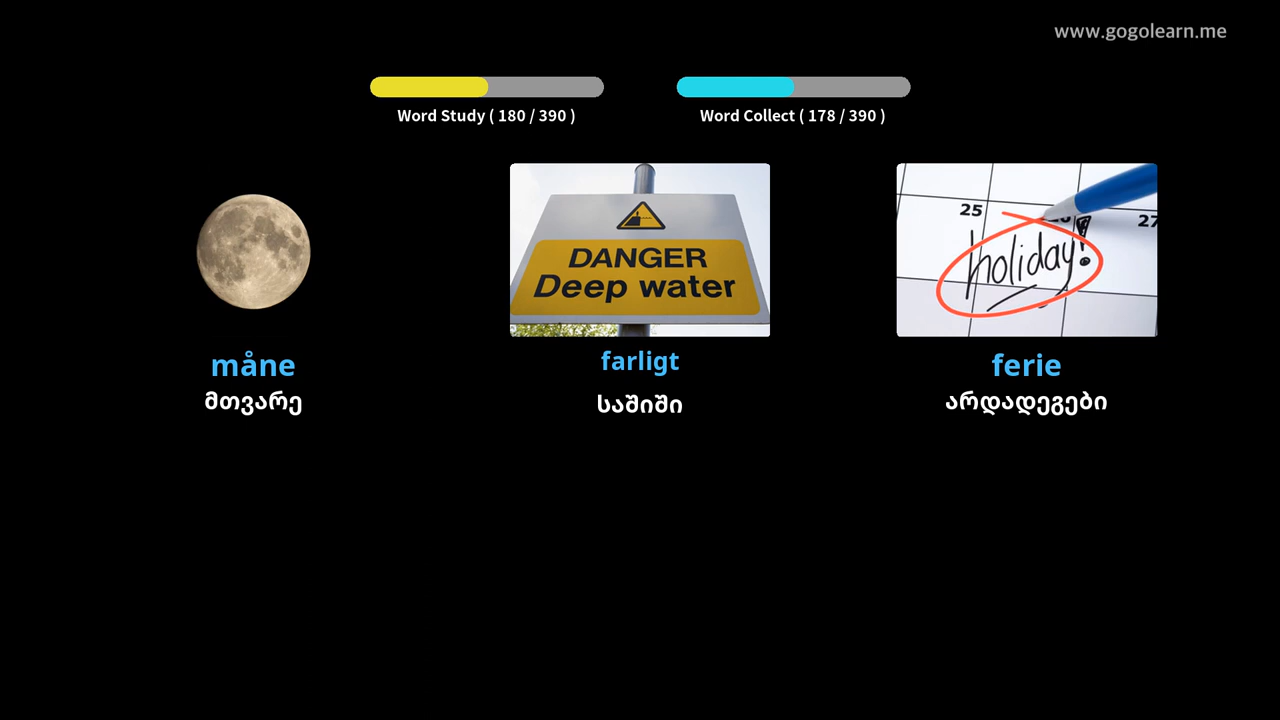 www.gogolearn.me
Word Study ( 180 / 390 )
Word Collect ( 178 / 390 )
DANGER
Deep water
25
27
holiday!
måne
farligt
ferie
მთვარე
საშიში
არდადეგები